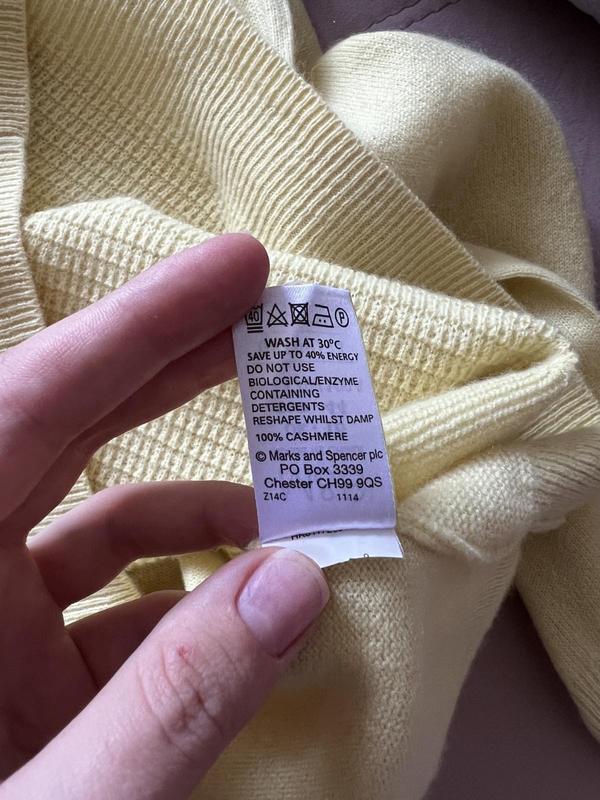 40 P
WASH AT 30°C
SAVE UP TO 40% ENERGY
DO NOT USE
BIOLOGICAL/ENZYME
CONTAINING
DETERGENTS
RESHAPE WHILST DAMP
100% CASHMERE
© Marks and Spencer plc
PO Box 3339
Chester CH99 9QS
Z14C 1114